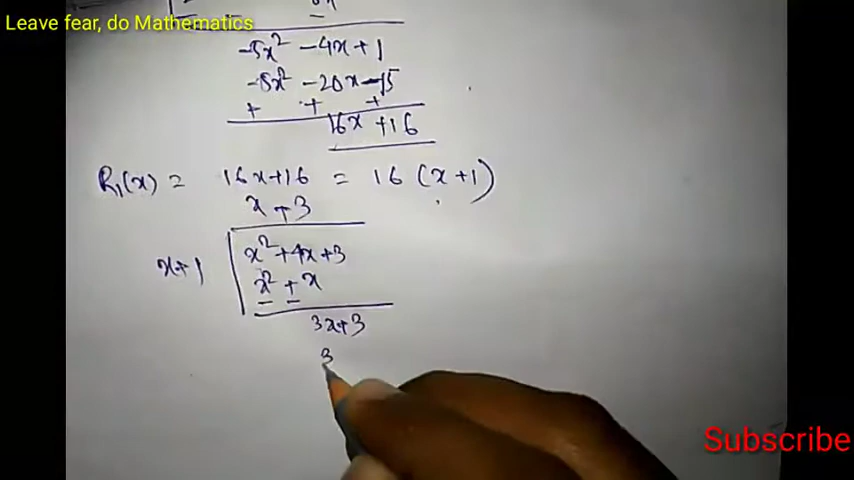 Leave fear, do Mathematics
-5x² - 4x + 1
-5x² - 20x - 15
+ + +
16x + 16
R₁(x) = 16x+16 = 16 (x+1)
x + 3
x+1 x² + 4x + 3
x² + x
- -
3x + 3
3
Subscribe